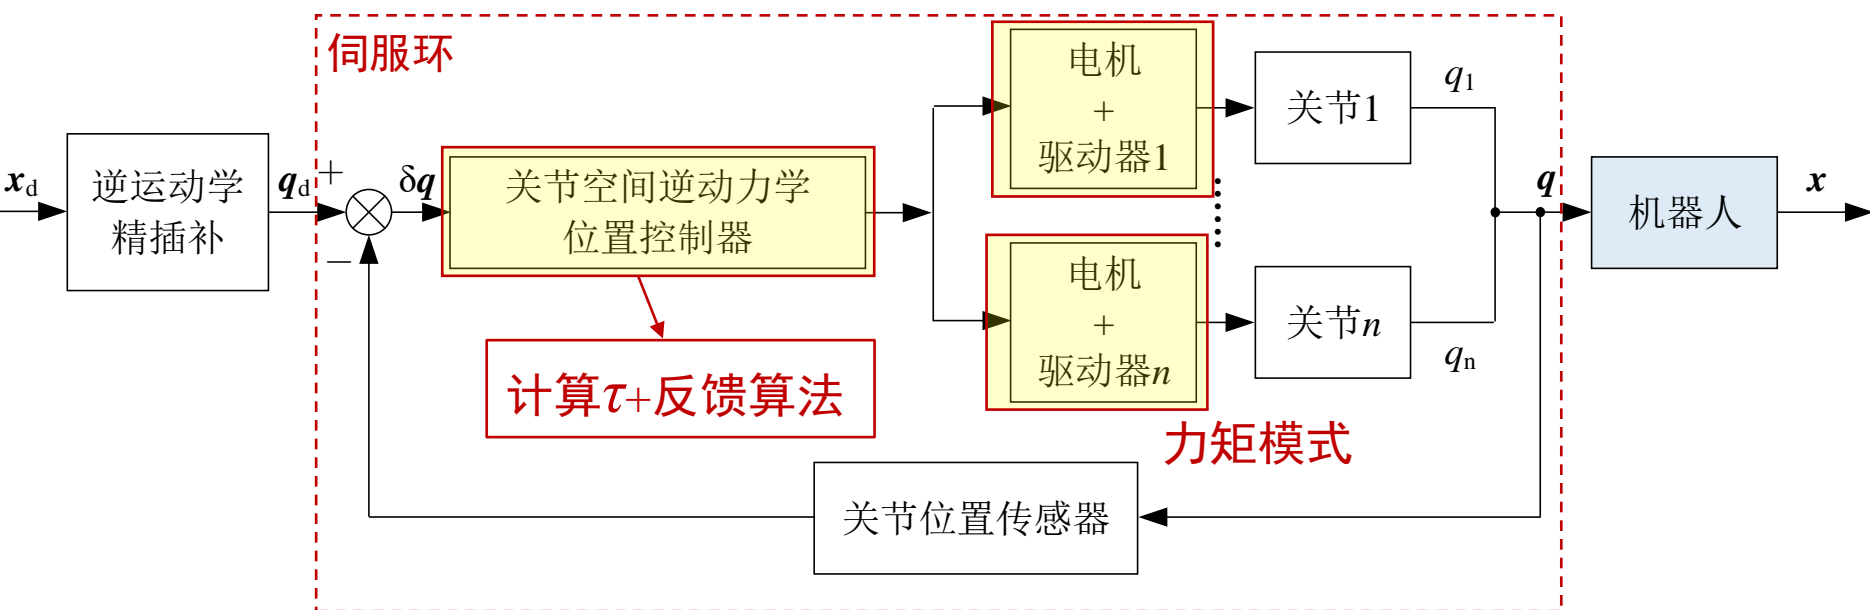 伺服环
x_d
逆运动学
精插补
q_d
+
−
δq
关节空间逆动力学
位置控制器
计算τ+反馈算法
电机
+
驱动器1
关节1
q_1
电机
+
驱动器n
关节n
q_n
力矩模式
q
机器人
x
关节位置传感器